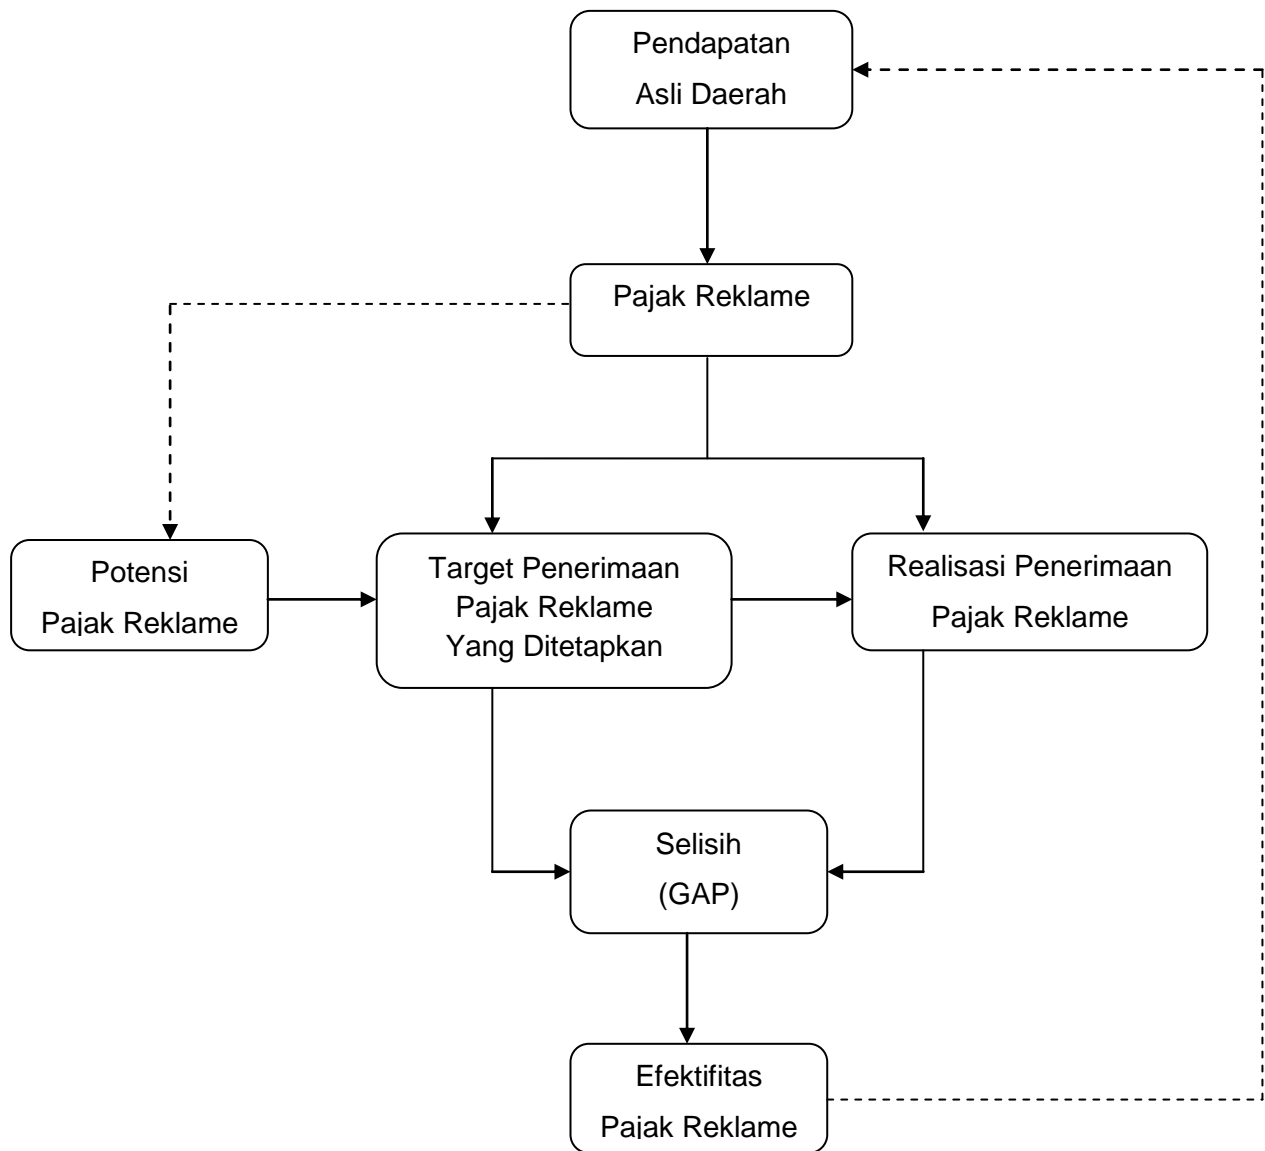 Pendapatan
Asli Daerah
Pajak Reklame
Potensi
Pajak Reklame
Target Penerimaan
Pajak Reklame
Yang Ditetapkan
Realisasi Penerimaan
Pajak Reklame
Selisih
(GAP)
Efektifitas
Pajak Reklame